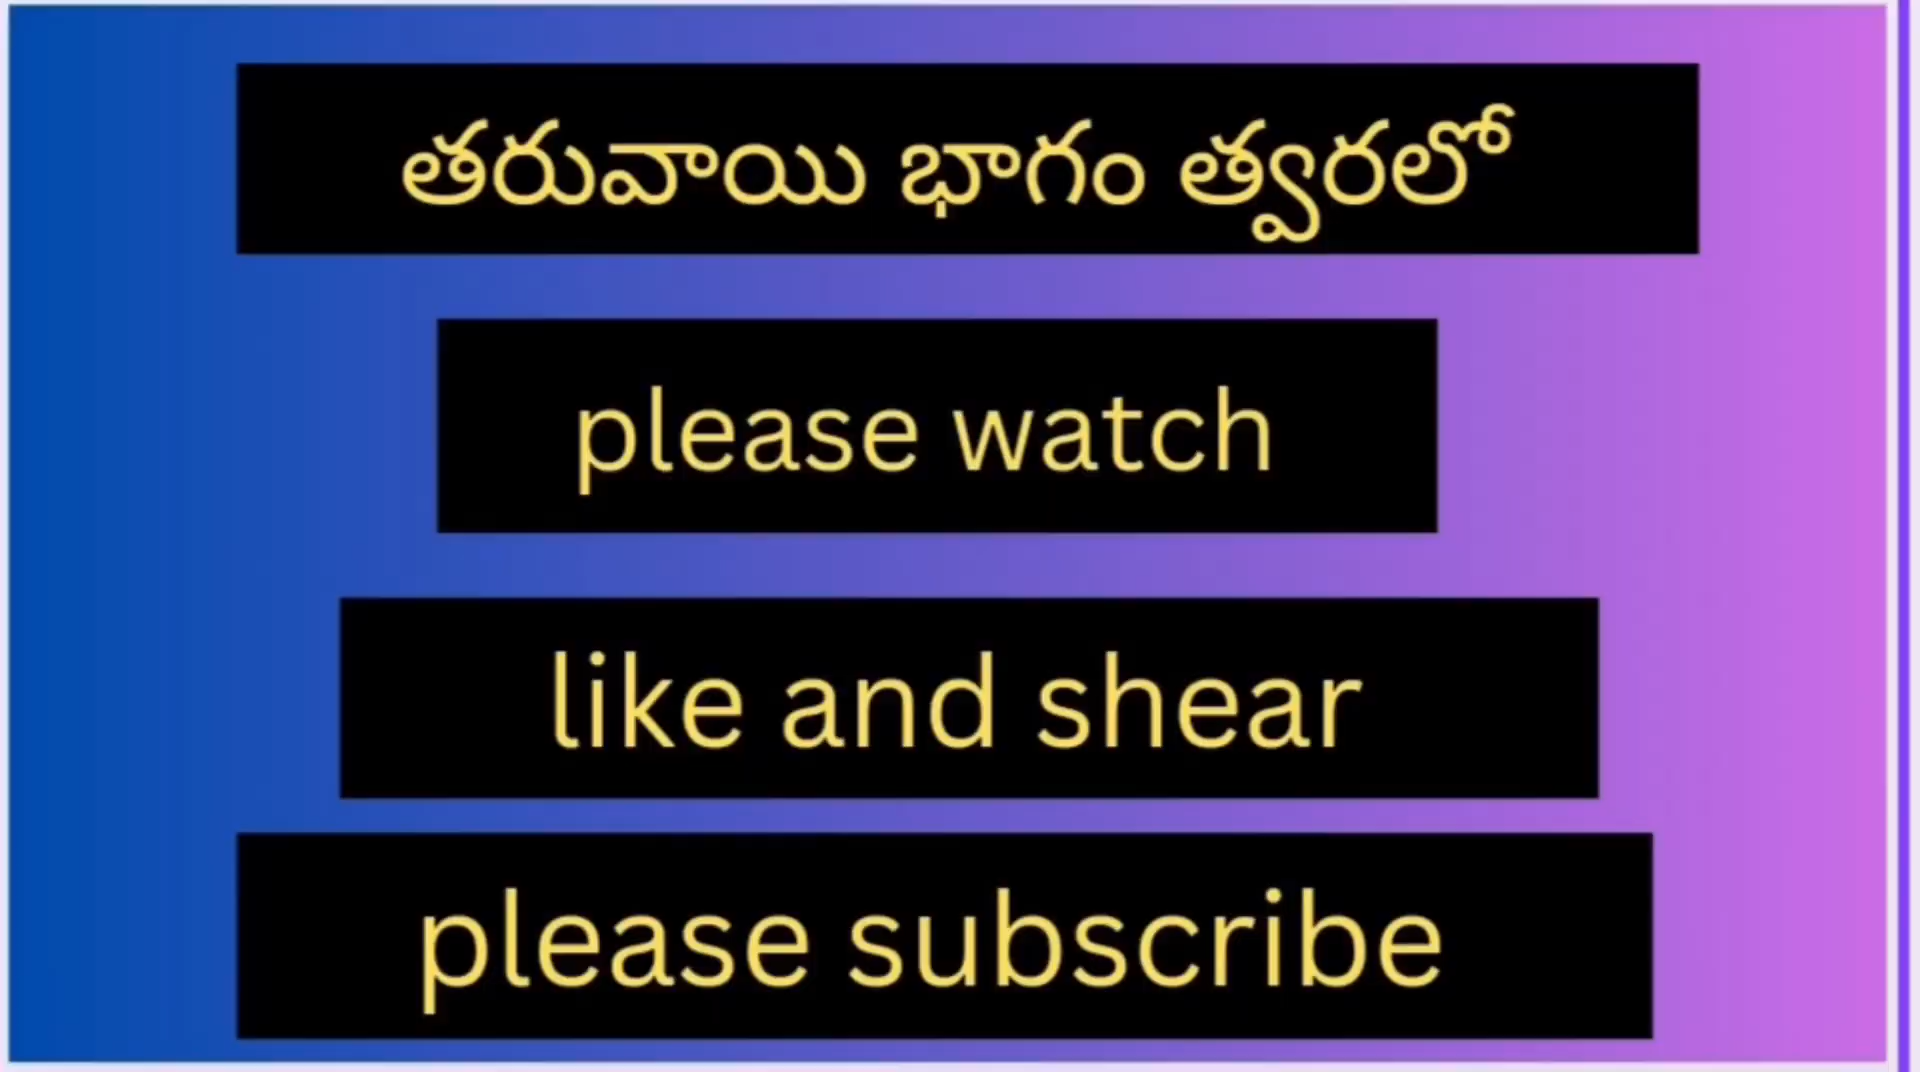 తరువాయి భాగం త్వరలో
please watch
like and shear
please subscribe